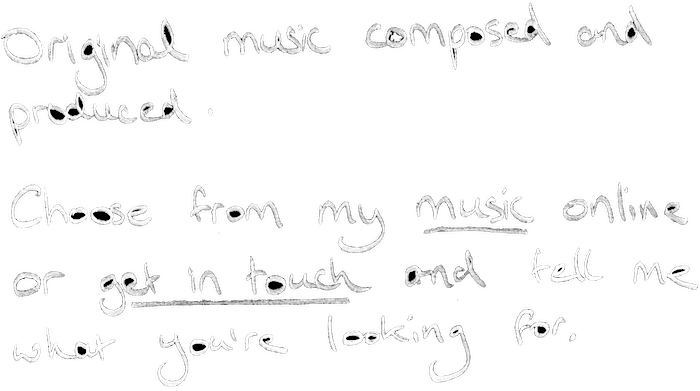 Original music composed and
produced.
Choose from my music online
or get in touch and tell me
what you're looking for.